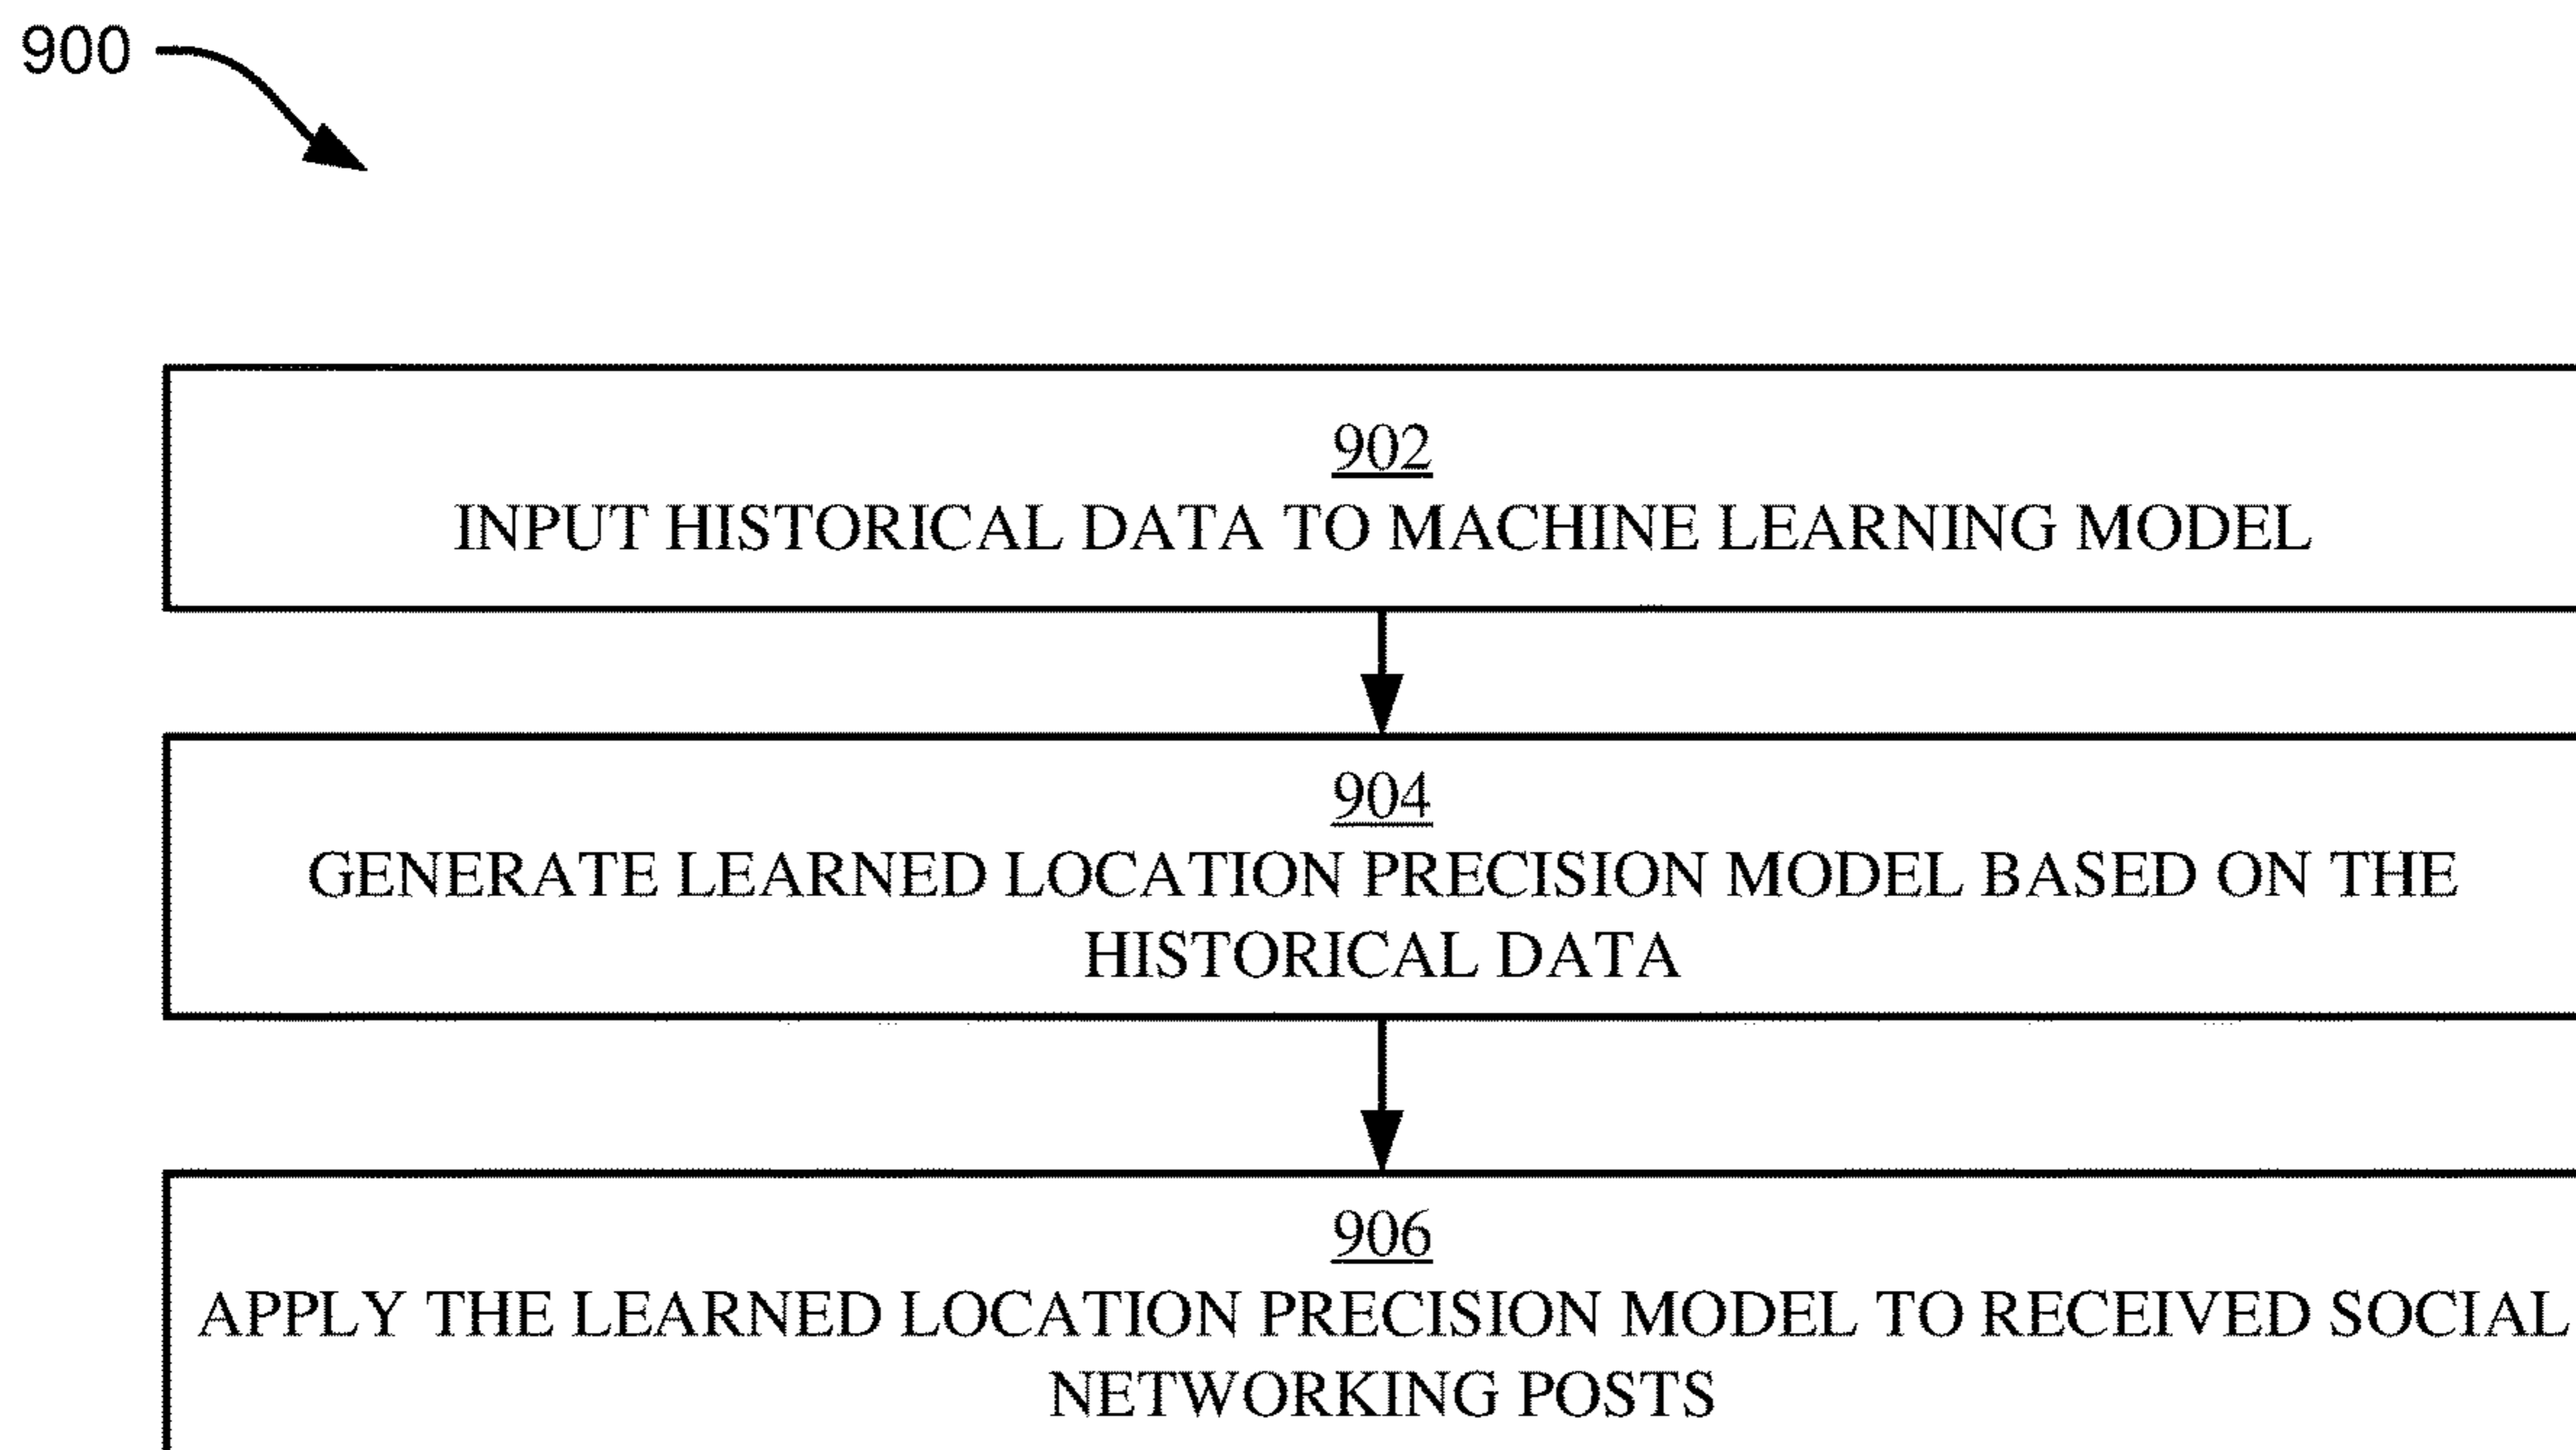 900
902
INPUT HISTORICAL DATA TO MACHINE LEARNING MODEL
904
GENERATE LEARNED LOCATION PRECISION MODEL BASED ON THE
HISTORICAL DATA
906
APPLY THE LEARNED LOCATION PRECISION MODEL TO RECEIVED SOCIAL
NETWORKING POSTS